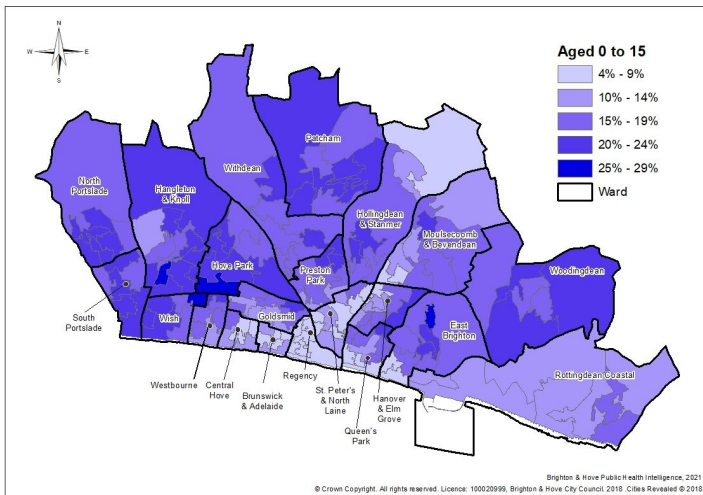 N
W E
S
Aged 0 to 15
4% - 9%
10% - 14%
15% - 19%
20% - 24%
25% - 29%
Ward
Patcham
Withdean
North
Portslade
Hangleton
& Knoll
Hollingdean
& Stanmer
Moulsecoomb
& Bevendean
Hove Park
Preston
Park
Woodingdean
South
Portslade
Wish
Goldsmid
East
Brighton
Rottingdean Coastal
Westbourne
Central
Hove
Brunswick
& Adelaide
Regency
St. Peter's
& North
Laine
Hanover
& Elm
Grove
Queen's
Park
Brighton & Hove Public Health Intelligence, 2021
© Crown Copyright. All rights reserved. Licence: 100020999, Brighton & Hove City Council, 2018 .Cities Revealed © 2018